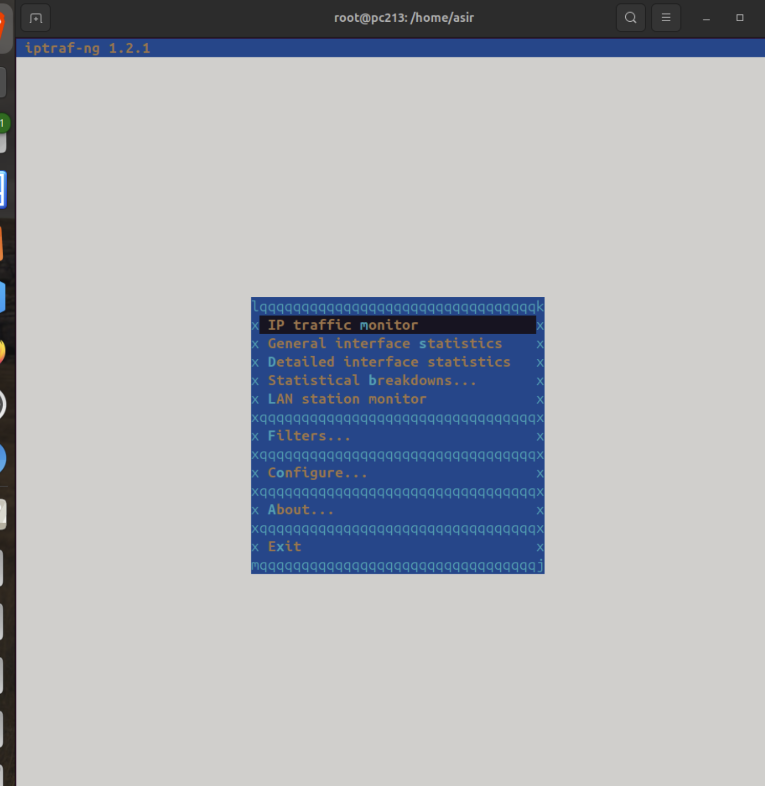 root@pc213: /home/asir
1
iptraf-ng 1.2.1
lqqqqqqqqqqqqqqqqqqqqqqqqqqqqqqqqqk
x IP traffic monitor x
x General interface statistics x
x Detailed interface statistics x
x Statistical breakdowns... x
x LAN station monitor x
xqqqqqqqqqqqqqqqqqqqqqqqqqqqqqqqqqx
x Filters... x
xqqqqqqqqqqqqqqqqqqqqqqqqqqqqqqqqqx
x Configure... x
xqqqqqqqqqqqqqqqqqqqqqqqqqqqqqqqqqx
x About... x
xqqqqqqqqqqqqqqqqqqqqqqqqqqqqqqqqqx
x Exit x
mqqqqqqqqqqqqqqqqqqqqqqqqqqqqqqqqqj